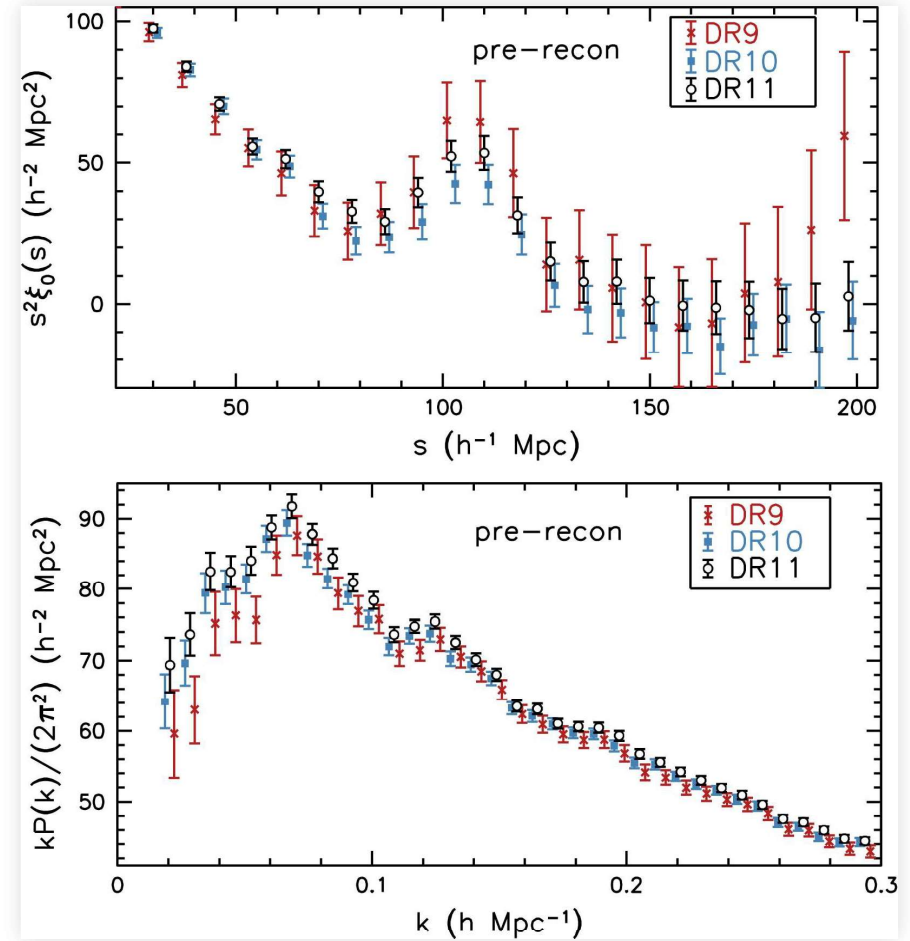 100
50
0
s²ξ₀(s) (h⁻² Mpc²)
pre−recon
DR9
DR10
DR11
50
100
150
200
s (h⁻¹ Mpc)
90
80
70
60
50
kP(k)/(2π²) (h⁻² Mpc²)
pre−recon
DR9
DR10
DR11
0
0.1
0.2
0.3
k (h Mpc⁻¹)